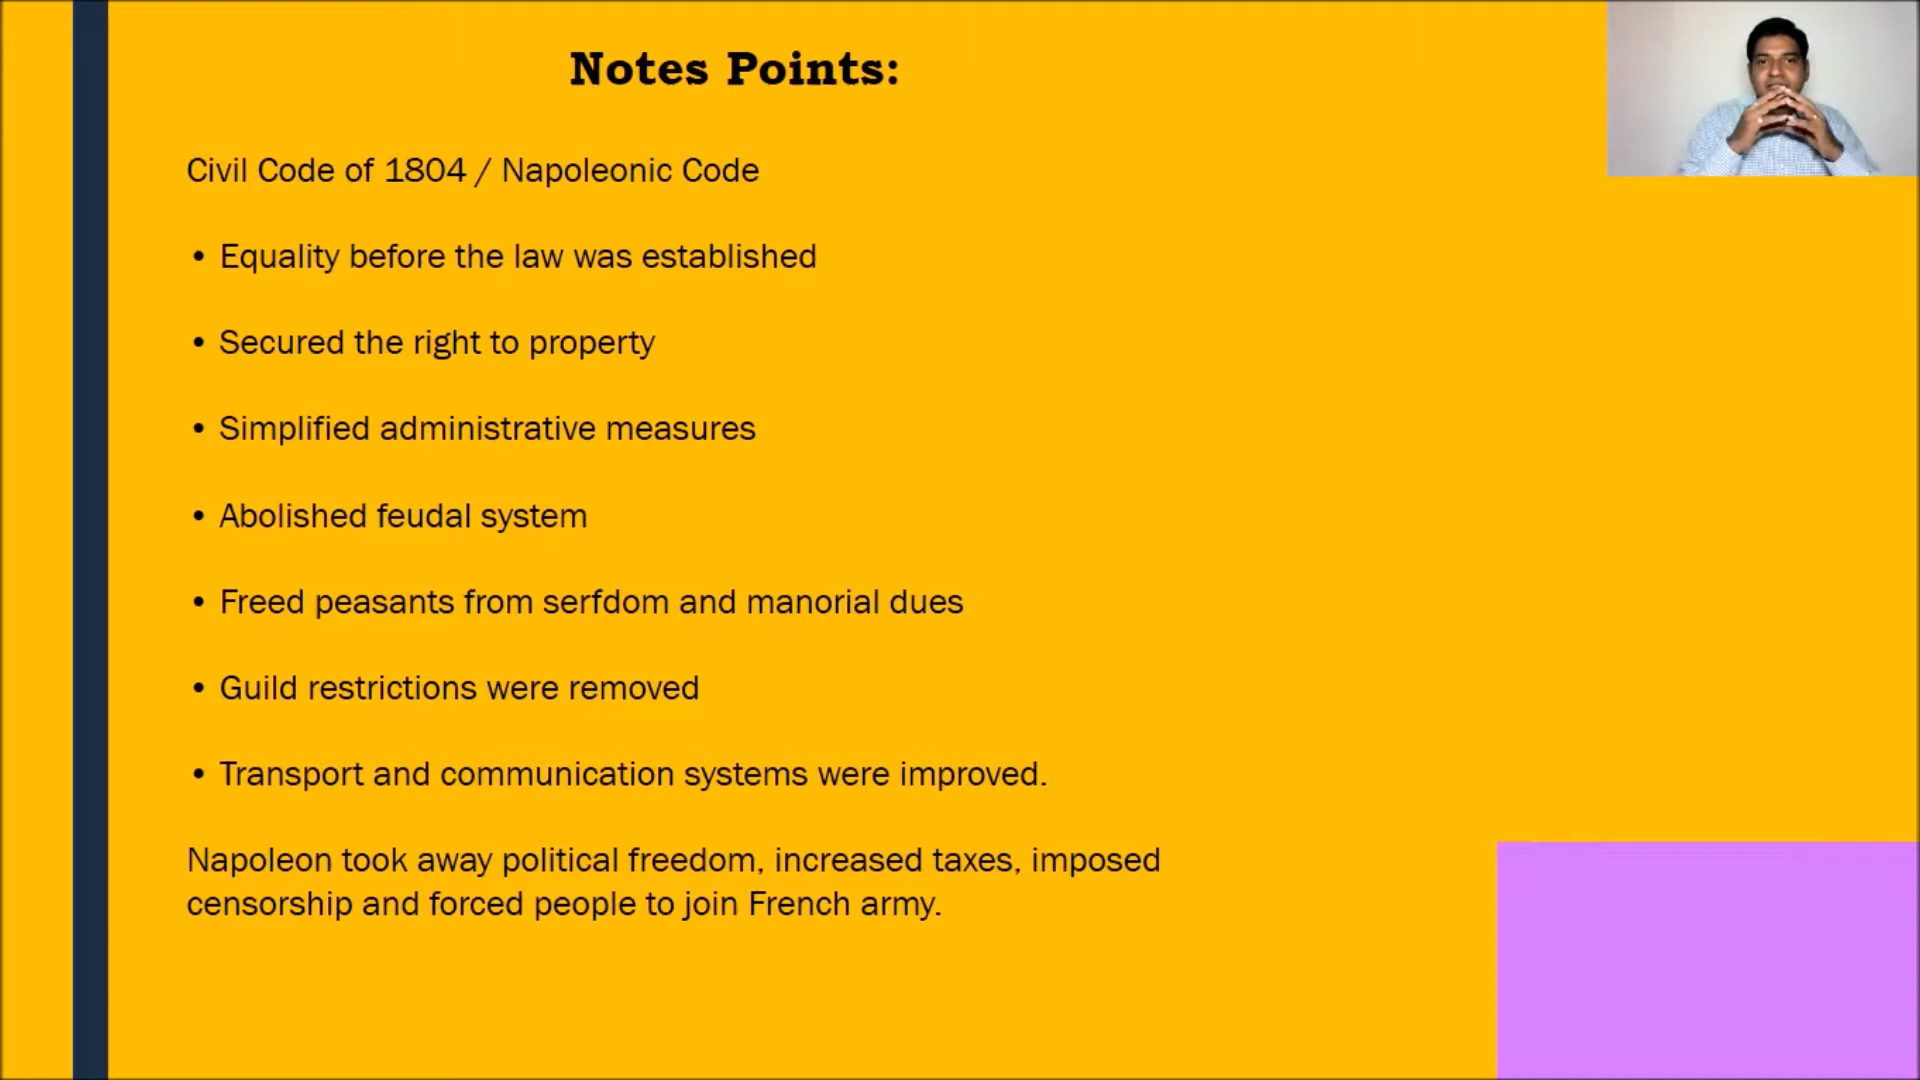 Notes Points:
Civil Code of 1804 / Napoleonic Code
• Equality before the law was established
• Secured the right to property
• Simplified administrative measures
• Abolished feudal system
• Freed peasants from serfdom and manorial dues
• Guild restrictions were removed
• Transport and communication systems were improved.
Napoleon took away political freedom, increased taxes, imposed
censorship and forced people to join French army.